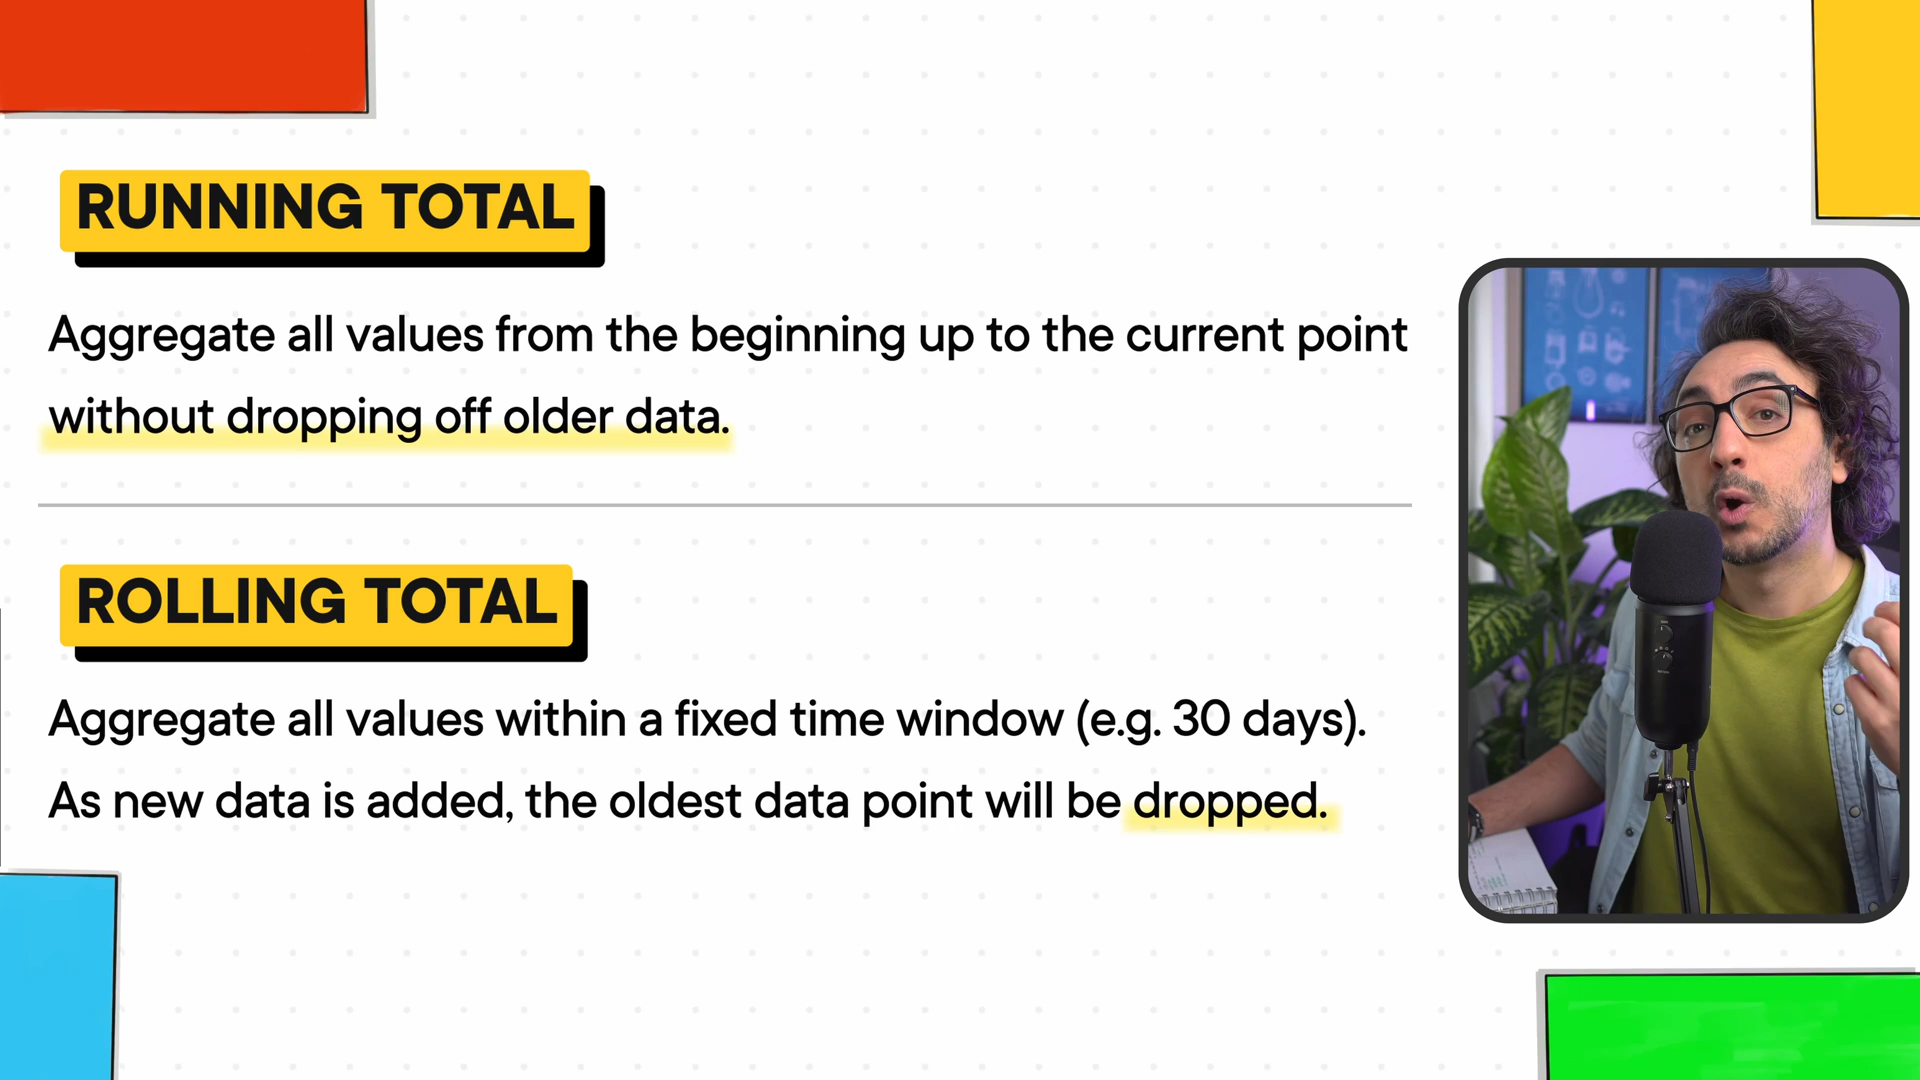 RUNNING TOTAL
Aggregate all values from the beginning up to the current point
without dropping off older data.
ROLLING TOTAL
Aggregate all values within a fixed time window (e.g. 30 days).
As new data is added, the oldest data point will be dropped.